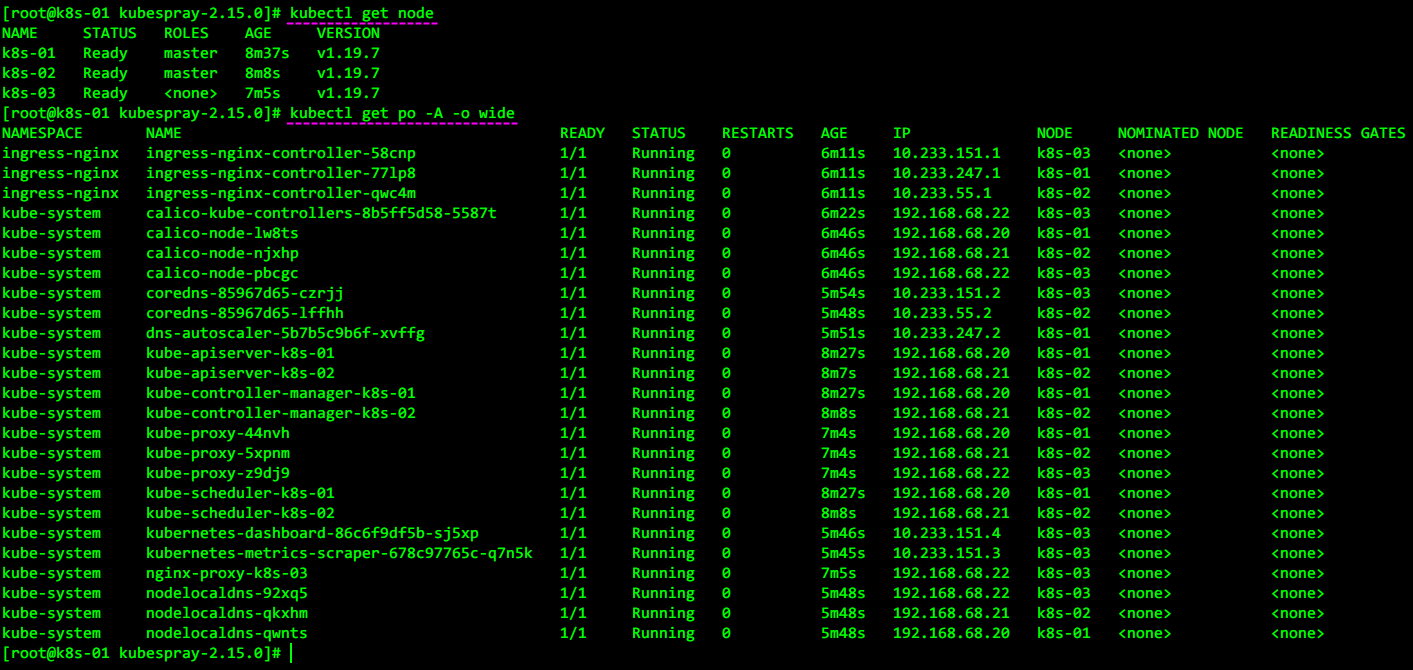 [root@k8s-01 kubespray-2.15.0]# kubectl get node
NAME     STATUS   ROLES    AGE     VERSION
k8s-01   Ready    master   8m37s   v1.19.7
k8s-02   Ready    master   8m8s    v1.19.7
k8s-03   Ready    <none>   7m5s    v1.19.7
[root@k8s-01 kubespray-2.15.0]# kubectl get po -A -o wide
NAMESPACE       NAME                                          READY   STATUS    RESTARTS   AGE     IP              NODE     NOMINATED NODE   READINESS GATES
ingress-nginx   ingress-nginx-controller-58cnp                1/1     Running   0          6m11s   10.233.151.1    k8s-03   <none>           <none>
ingress-nginx   ingress-nginx-controller-77lp8                1/1     Running   0          6m11s   10.233.247.1    k8s-01   <none>           <none>
ingress-nginx   ingress-nginx-controller-qwc4m                1/1     Running   0          6m11s   10.233.55.1     k8s-02   <none>           <none>
kube-system     calico-kube-controllers-8b5ff5d58-5587t       1/1     Running   0          6m22s   192.168.68.22   k8s-03   <none>           <none>
kube-system     calico-node-lw8ts                             1/1     Running   0          6m46s   192.168.68.20   k8s-01   <none>           <none>
kube-system     calico-node-njxhp                             1/1     Running   0          6m46s   192.168.68.21   k8s-02   <none>           <none>
kube-system     calico-node-pbcgc                             1/1     Running   0          6m46s   192.168.68.22   k8s-03   <none>           <none>
kube-system     coredns-85967d65-czrjj                        1/1     Running   0          5m54s   10.233.151.2    k8s-03   <none>           <none>
kube-system     coredns-85967d65-lffhh                        1/1     Running   0          5m48s   10.233.55.2     k8s-02   <none>           <none>
kube-system     dns-autoscaler-5b7b5c9b6f-xvffg               1/1     Running   0          5m51s   10.233.247.2    k8s-01   <none>           <none>
kube-system     kube-apiserver-k8s-01                         1/1     Running   0          8m27s   192.168.68.20   k8s-01   <none>           <none>
kube-system     kube-apiserver-k8s-02                         1/1     Running   0          8m7s    192.168.68.21   k8s-02   <none>           <none>
kube-system     kube-controller-manager-k8s-01                1/1     Running   0          8m27s   192.168.68.20   k8s-01   <none>           <none>
kube-system     kube-controller-manager-k8s-02                1/1     Running   0          8m8s    192.168.68.21   k8s-02   <none>           <none>
kube-system     kube-proxy-44nvh                              1/1     Running   0          7m4s    192.168.68.20   k8s-01   <none>           <none>
kube-system     kube-proxy-5xpnm                              1/1     Running   0          7m4s    192.168.68.21   k8s-02   <none>           <none>
kube-system     kube-proxy-z9dj9                              1/1     Running   0          7m4s    192.168.68.22   k8s-03   <none>           <none>
kube-system     kube-scheduler-k8s-01                         1/1     Running   0          8m27s   192.168.68.20   k8s-01   <none>           <none>
kube-system     kube-scheduler-k8s-02                         1/1     Running   0          8m8s    192.168.68.21   k8s-02   <none>           <none>
kube-system     kubernetes-dashboard-86c6f9df5b-sj5xp         1/1     Running   0          5m46s   10.233.151.4    k8s-03   <none>           <none>
kube-system     kubernetes-metrics-scraper-678c97765c-q7n5k   1/1     Running   0          5m45s   10.233.151.3    k8s-03   <none>           <none>
kube-system     nginx-proxy-k8s-03                            1/1     Running   0          7m5s    192.168.68.22   k8s-03   <none>           <none>
kube-system     nodelocaldns-92xq5                            1/1     Running   0          5m48s   192.168.68.22   k8s-03   <none>           <none>
kube-system     nodelocaldns-qkxhm                            1/1     Running   0          5m48s   192.168.68.21   k8s-02   <none>           <none>
kube-system     nodelocaldns-qwnts                            1/1     Running   0          5m48s   192.168.68.20   k8s-01   <none>           <none>
[root@k8s-01 kubespray-2.15.0]#